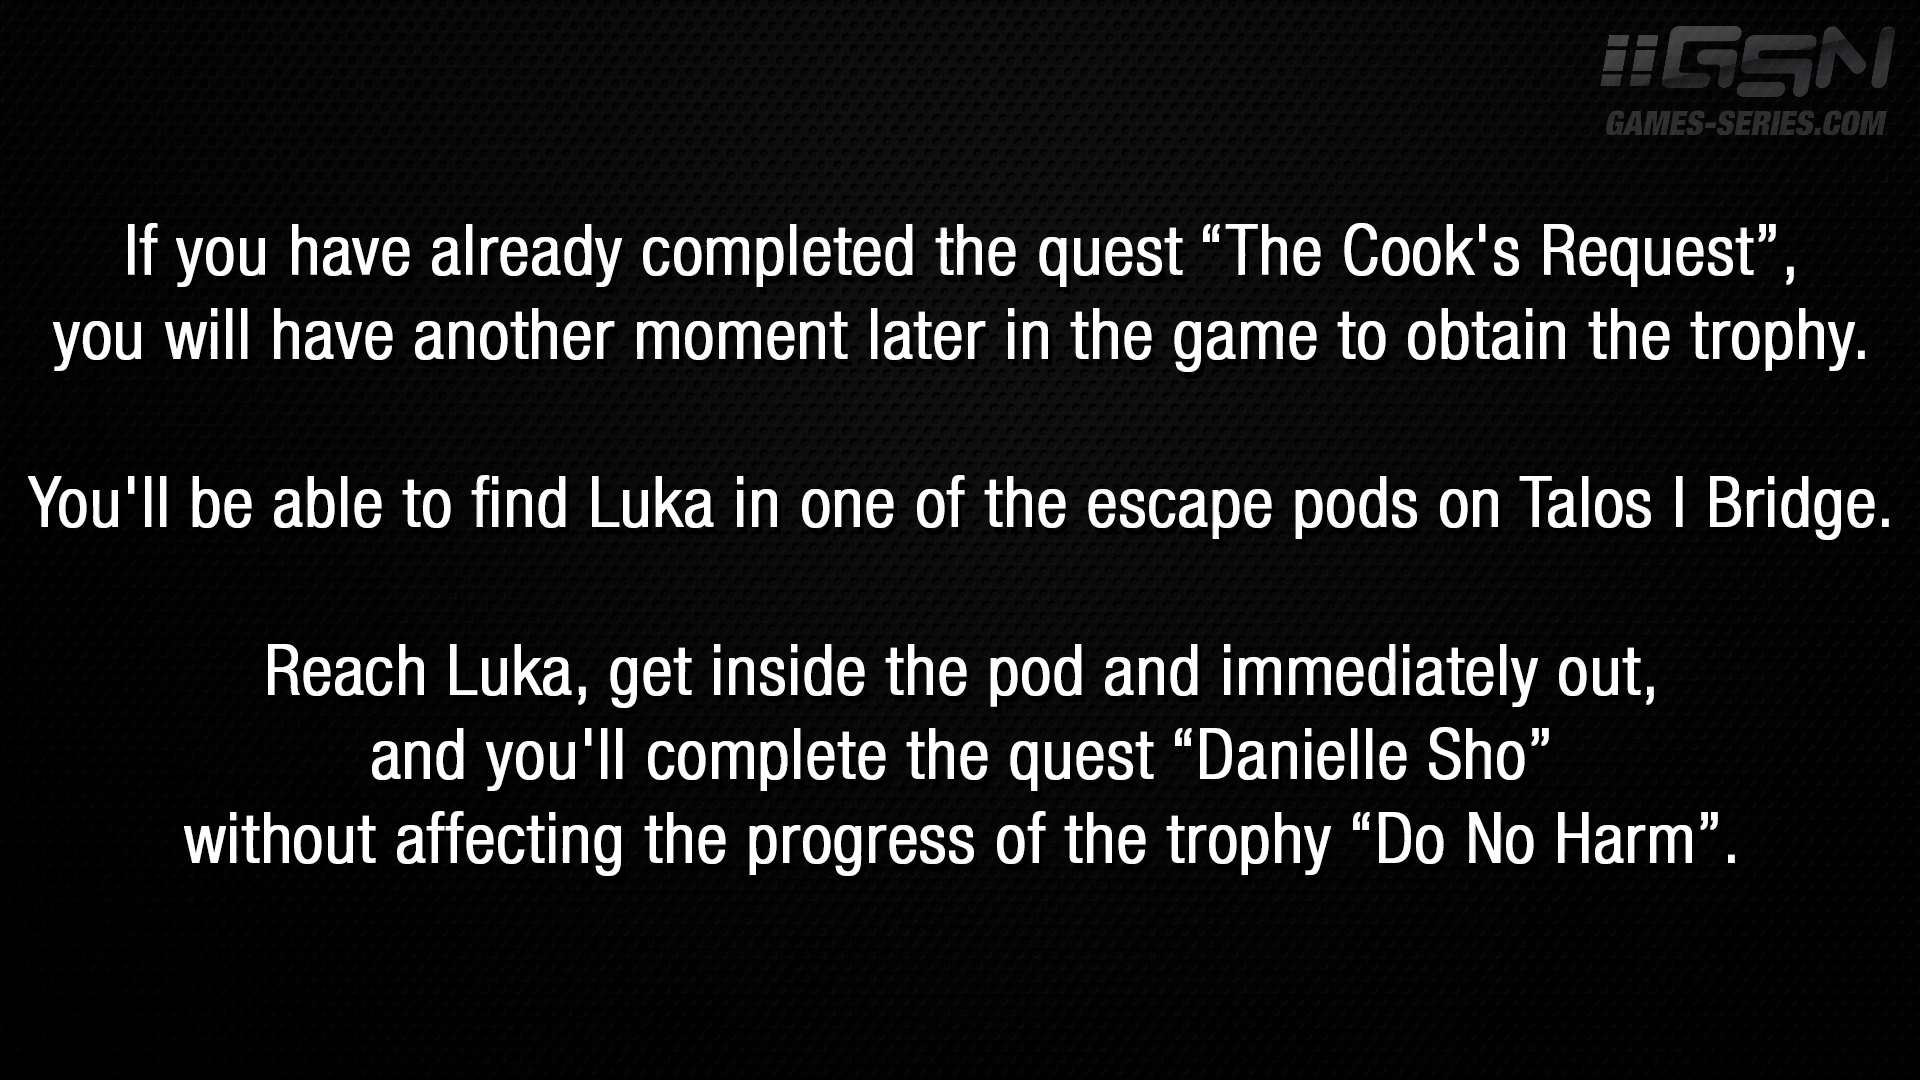 GSN
GAMES-SERIES.COM
If you have already completed the quest “The Cook's Request”,
you will have another moment later in the game to obtain the trophy.
You'll be able to find Luka in one of the escape pods on Talos I Bridge.
Reach Luka, get inside the pod and immediately out,
and you'll complete the quest “Danielle Sho”
without affecting the progress of the trophy “Do No Harm”.